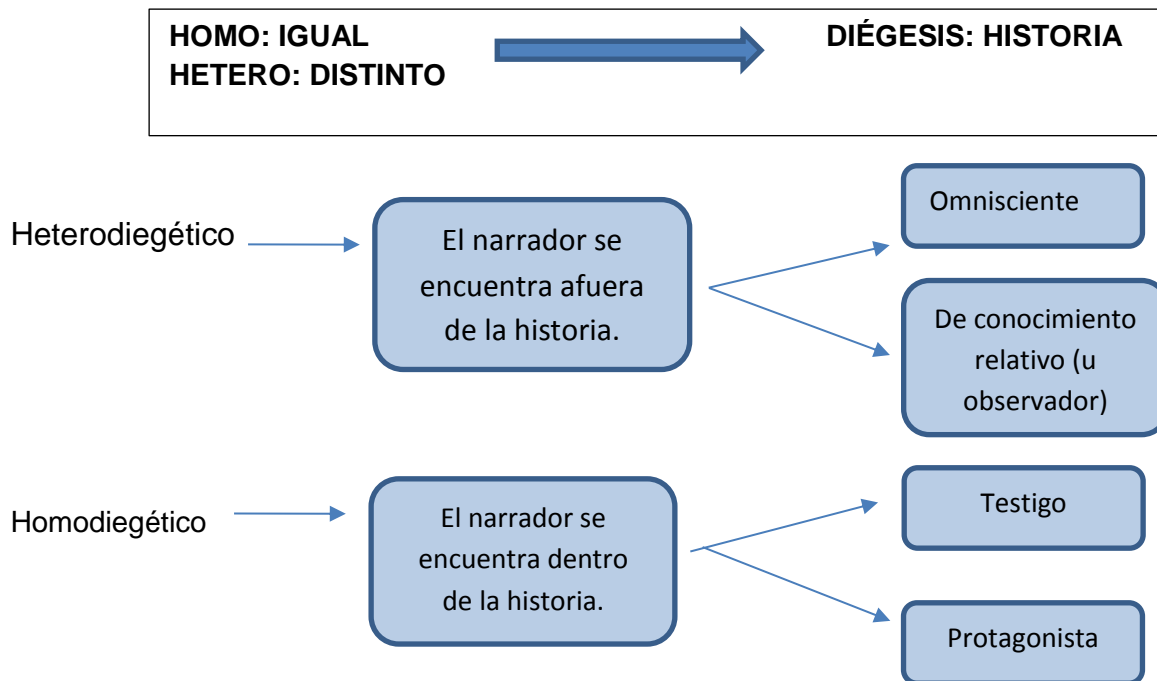 HOMO: IGUAL
HETERO: DISTINTO
DIÉGESIS: HISTORIA
Heterodiegético
El narrador se
encuentra afuera
de la historia.
Omnisciente
De conocimiento
relativo (u
observador)
Homodiegético
El narrador se
encuentra dentro
de la historia.
Testigo
Protagonista